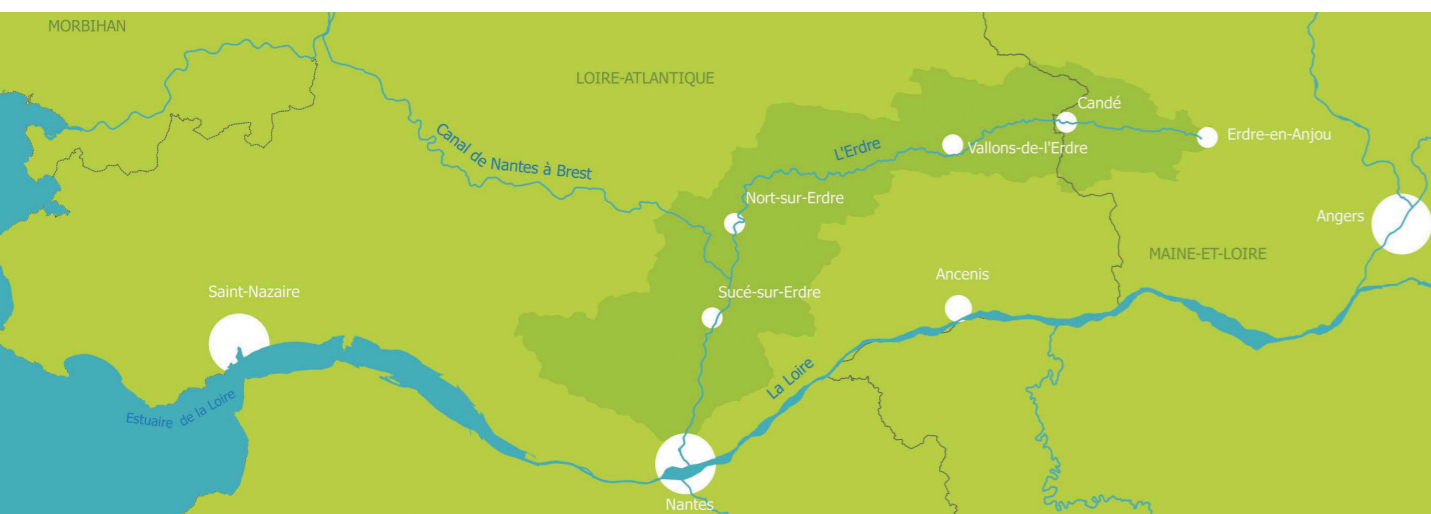 MORBIHAN
LOIRE-ATLANTIQUE
Candé
Erdre-en-Anjou
Canal de Nantes à Brest
L'Erdre
Vallons-de-l'Erdre
Nort-sur-Erdre
Angers
MAINE-ET-LOIRE
Ancenis
Saint-Nazaire
Sucé-sur-Erdre
La Loire
Estuaire de la Loire
Nantes